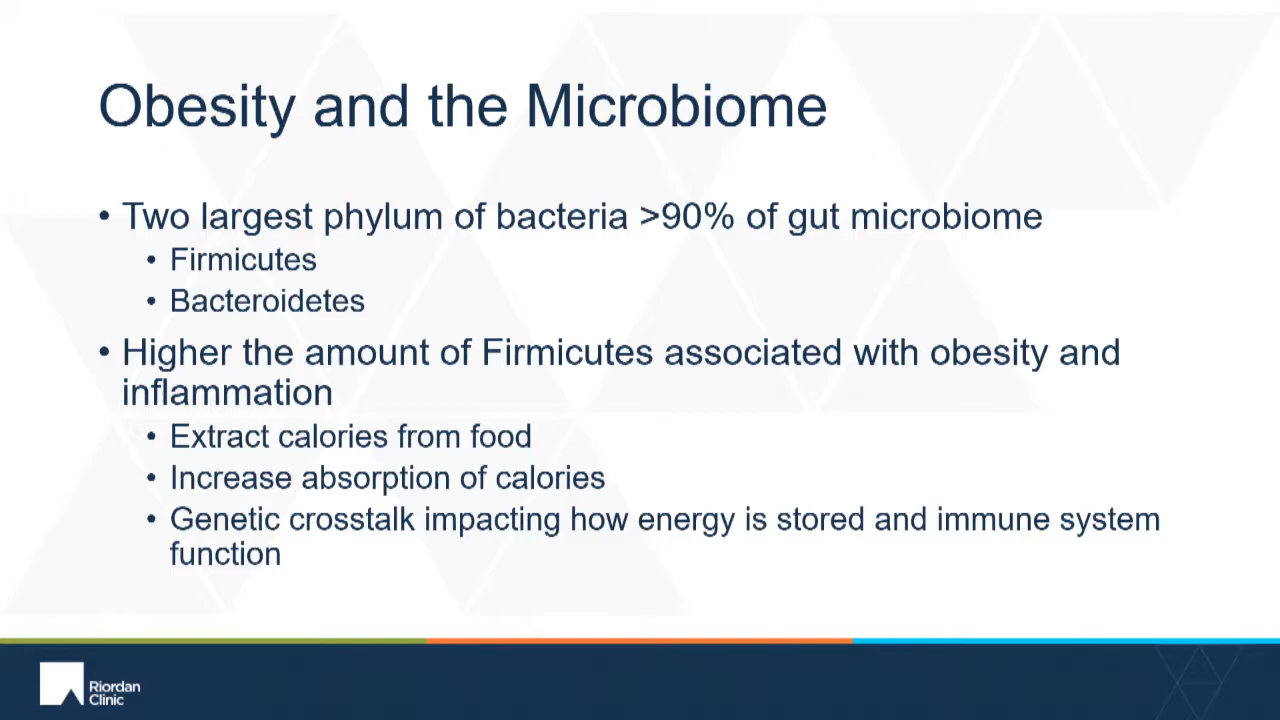 Obesity and the Microbiome
• Two largest phylum of bacteria >90% of gut microbiome
• Firmicutes
• Bacteroidetes
• Higher the amount of Firmicutes associated with obesity and
inflammation
• Extract calories from food
• Increase absorption of calories
• Genetic crosstalk impacting how energy is stored and immune system
function
Riordan
Clinic